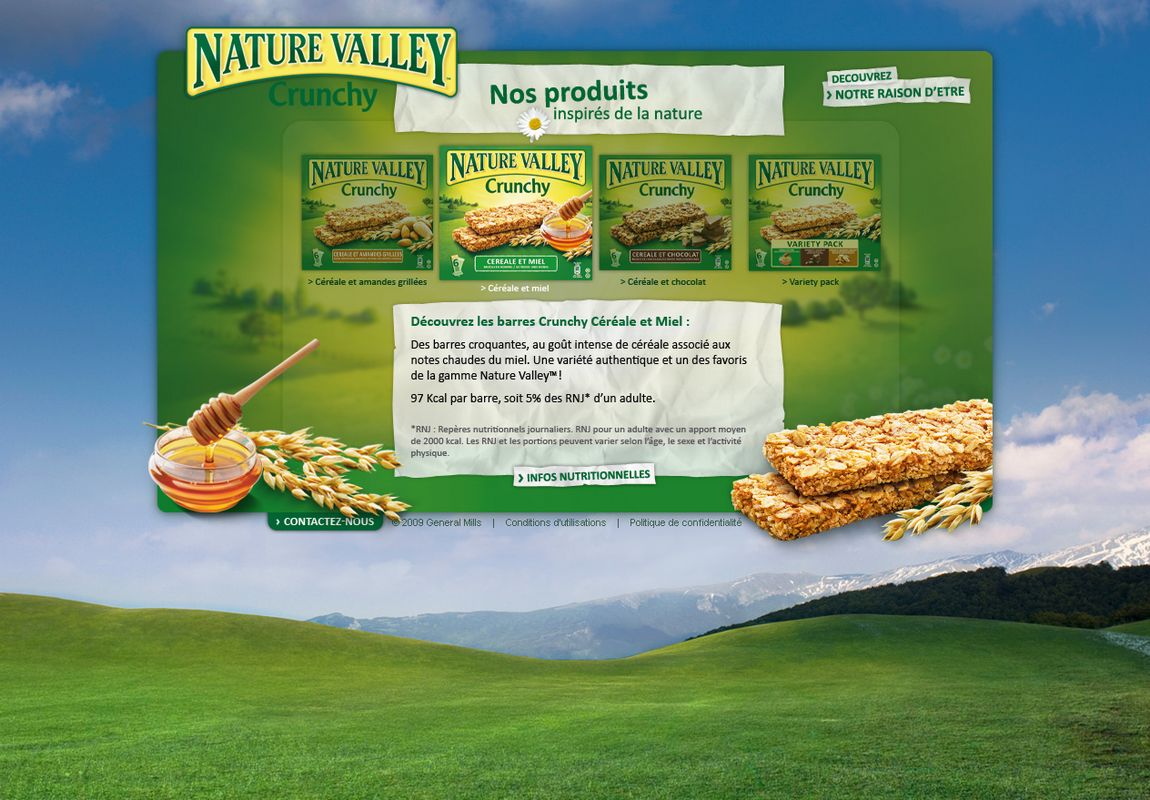 NATURE VALLEY
Crunchy
Nos produits
inspirés de la nature
DECOUVREZ
› NOTRE RAISON D'ETRE
NATURE VALLEY
Crunchy
CEREALE ET AMANDES GRILLEES
> Céréale et amandes grillées
NATURE VALLEY
Crunchy
6
CEREALE ET MIEL
> Céréale et miel
NATURE VALLEY
Crunchy
CEREALE ET CHOCOLAT
> Céréale et chocolat
NATURE VALLEY
Crunchy
VARIETY PACK
> Variety pack
Découvrez les barres Crunchy Céréale et Miel :
Des barres croquantes, au goût intense de céréale associé aux
notes chaudes du miel. Une variété authentique et un des favoris
de la gamme Nature Valley™ !
97 Kcal par barre, soit 5% des RNJ* d'un adulte.
*RNJ : Repères nutritionnels journaliers. RNJ pour un adulte avec un apport moyen
de 2000 kcal. Les RNJ et les portions peuvent varier selon l'âge, le sexe et l'activité
physique.
› INFOS NUTRITIONNELLES
› CONTACTEZ-NOUS
© 2009 General Mills | Conditions d'utilisations | Politique de confidentialité